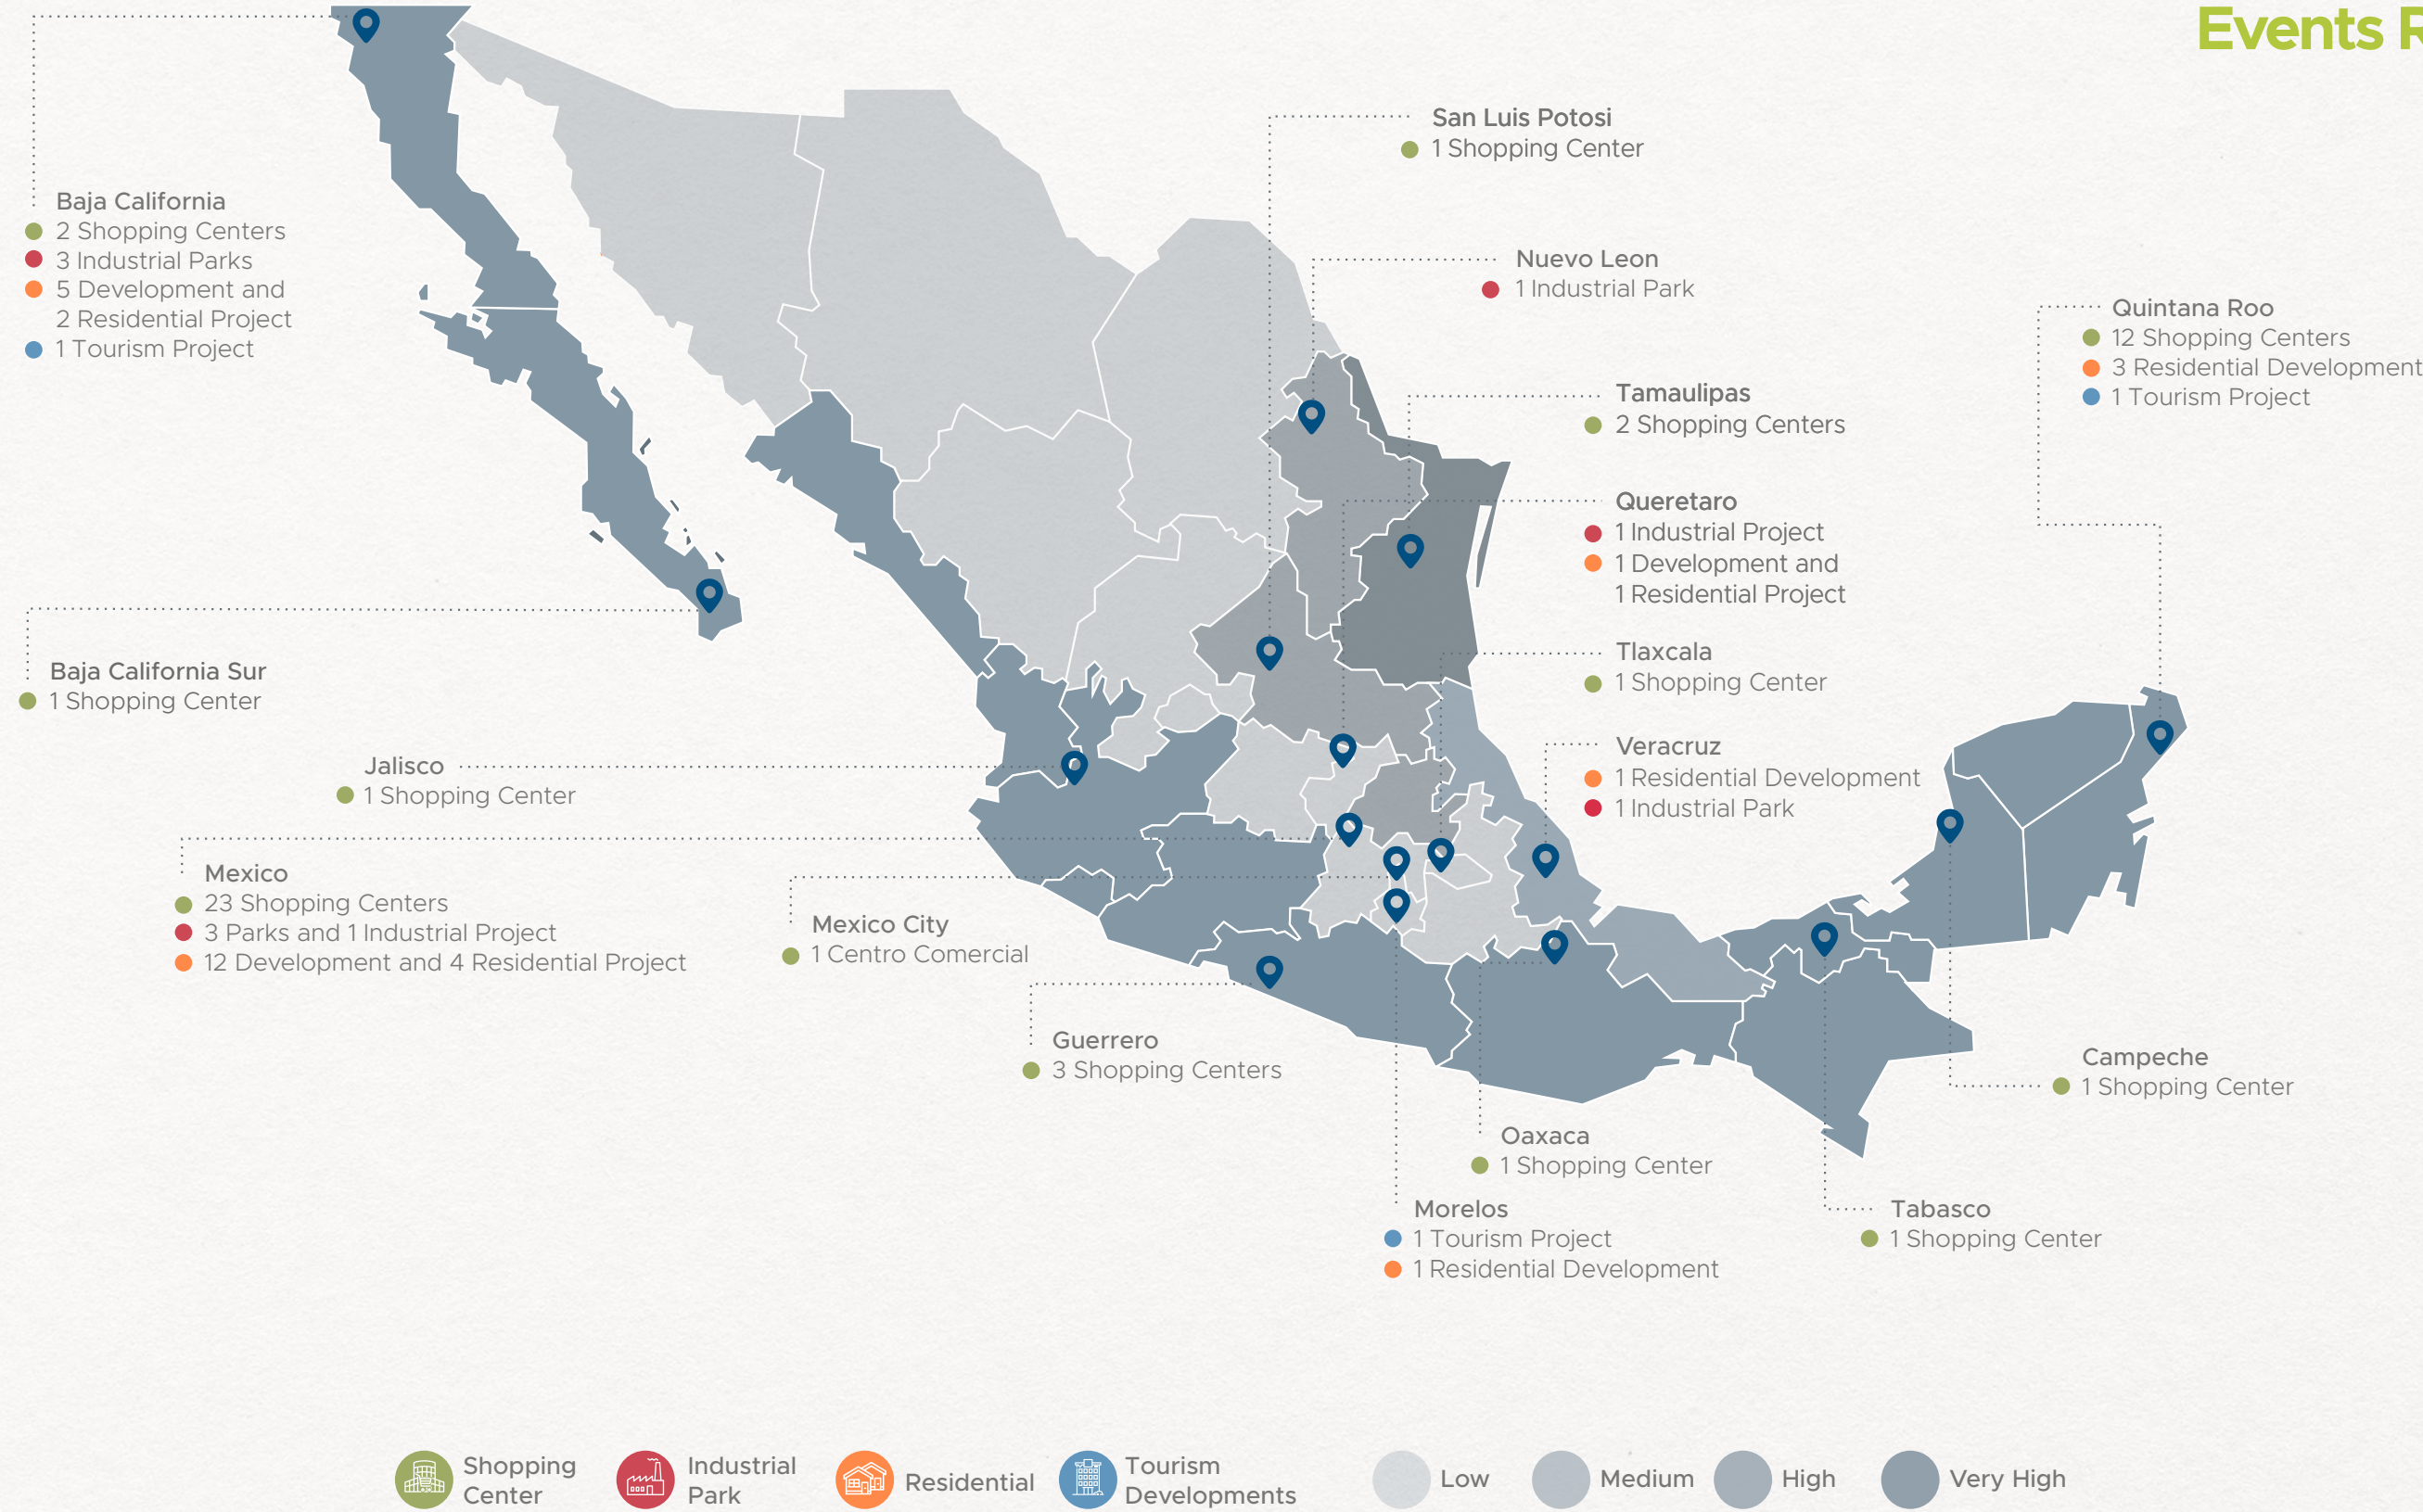 Events R
San Luis Potosi
1 Shopping Center
Baja California
2 Shopping Centers
3 Industrial Parks
5 Development and
2 Residential Project
1 Tourism Project
Nuevo Leon
1 Industrial Park
Quintana Roo
12 Shopping Centers
3 Residential Development
1 Tourism Project
Tamaulipas
2 Shopping Centers
Queretaro
1 Industrial Project
1 Development and
1 Residential Project
Tlaxcala
1 Shopping Center
Baja California Sur
1 Shopping Center
Veracruz
1 Residential Development
1 Industrial Park
Jalisco
1 Shopping Center
Mexico
23 Shopping Centers
3 Parks and 1 Industrial Project
12 Development and 4 Residential Project
Mexico City
1 Centro Comercial
Guerrero
3 Shopping Centers
Campeche
1 Shopping Center
Oaxaca
1 Shopping Center
Morelos
1 Tourism Project
1 Residential Development
Tabasco
1 Shopping Center
Shopping
Center
Industrial
Park
Residential
Tourism
Developments
Low
Medium
High
Very High